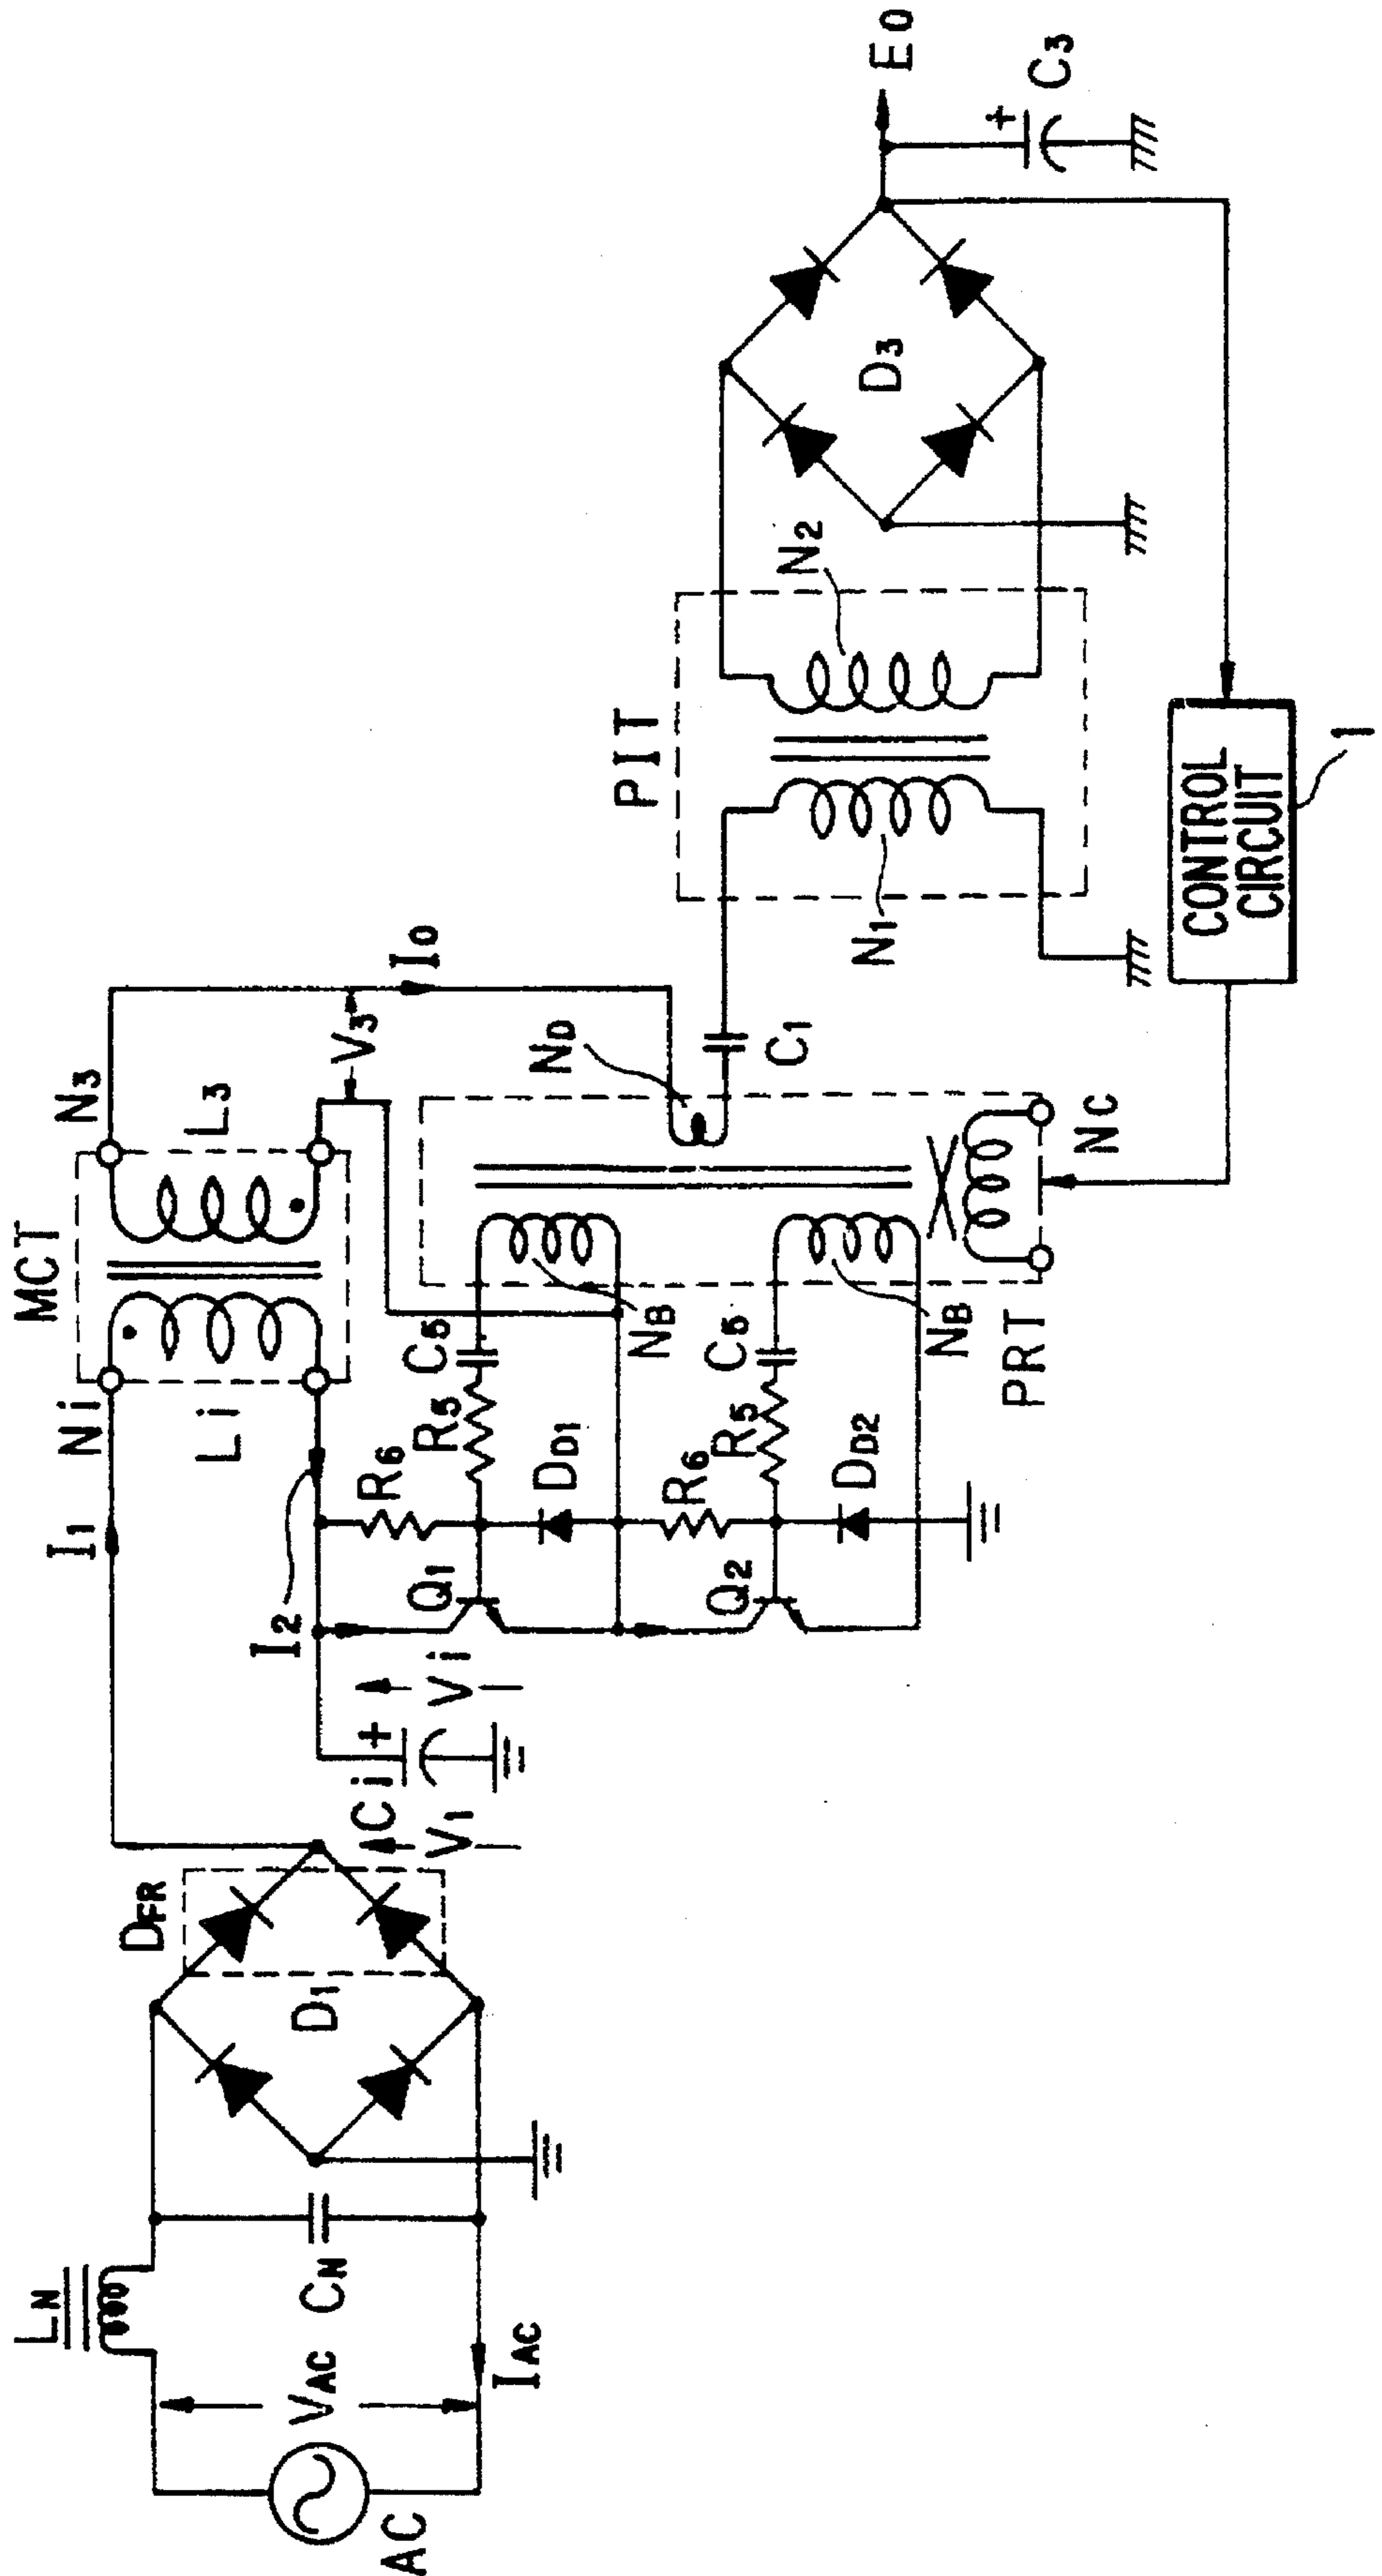 AC
VAC
IAC
LN
CN
D1
DFR
V1
Ci
+
Vi
I1
I2
Ni
Li
MCT
N3
L3
V3
I0
Q1
R6
R5
C5
DD1
NB
Q2
R6
R5
C5
DD2
NB
PRT
ND
NC
C1
PIT
N1
N2
D3
E0
+
C3
CONTROL
CIRCUIT
1